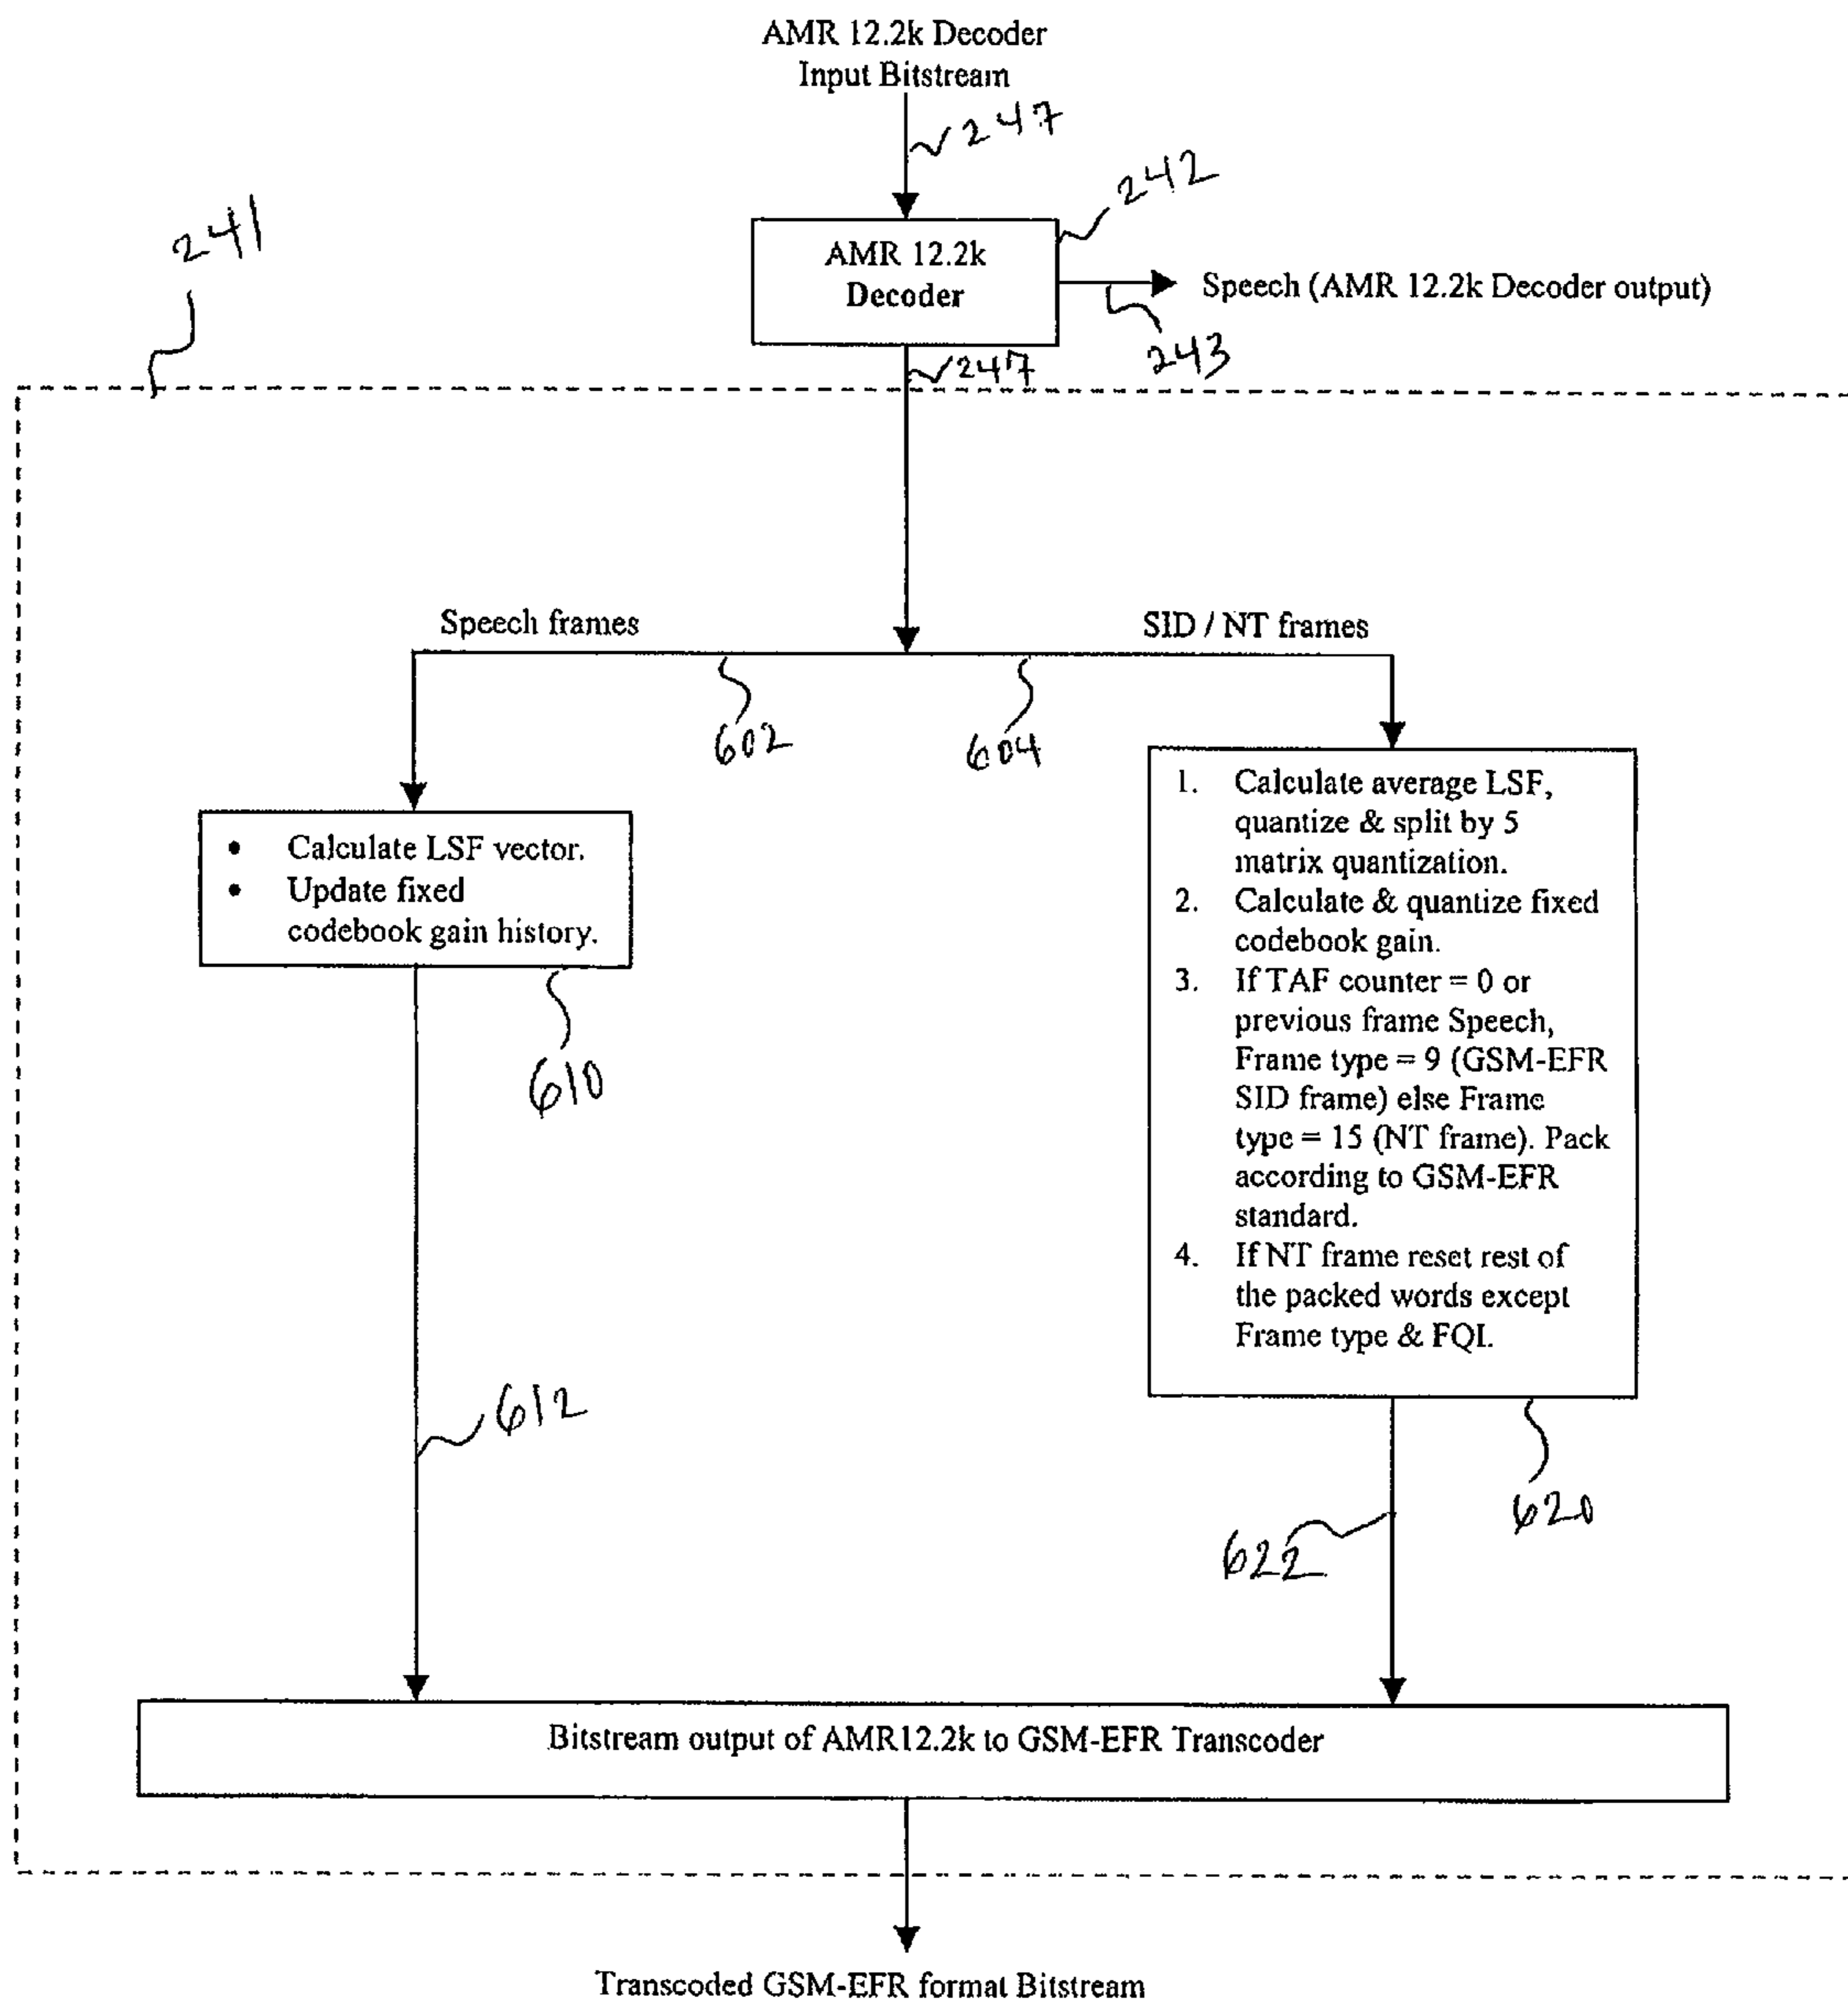 AMR 12.2k Decoder
Input Bitstream
247
242
241
AMR 12.2k
Decoder
Speech (AMR 12.2k Decoder output)
243
247
Speech frames
SID / NT frames
602
604
• Calculate LSF vector.
• Update fixed
codebook gain history.
610
1. Calculate average LSF,
quantize & split by 5
matrix quantization.
2. Calculate & quantize fixed
codebook gain.
3. If TAF counter = 0 or
previous frame Speech,
Frame type = 9 (GSM-EFR
SID frame) else Frame
type = 15 (NT frame). Pack
according to GSM-EFR
standard.
4. If NT frame reset rest of
the packed words except
Frame type & FQI.
612
622
620
Bitstream output of AMR12.2k to GSM-EFR Transcoder
Transcoded GSM-EFR format Bitstream